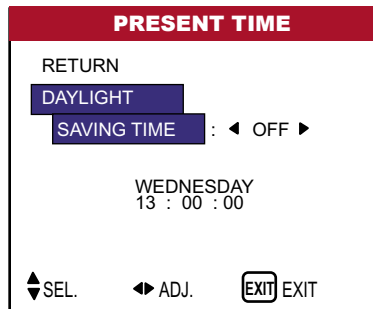 PRESENT TIME
RETURN
DAYLIGHT
SAVING TIME : ◀ OFF ▶
WEDNESDAY
13 : 00 : 00
▲▼ SEL. ◀▶ ADJ. EXIT EXIT